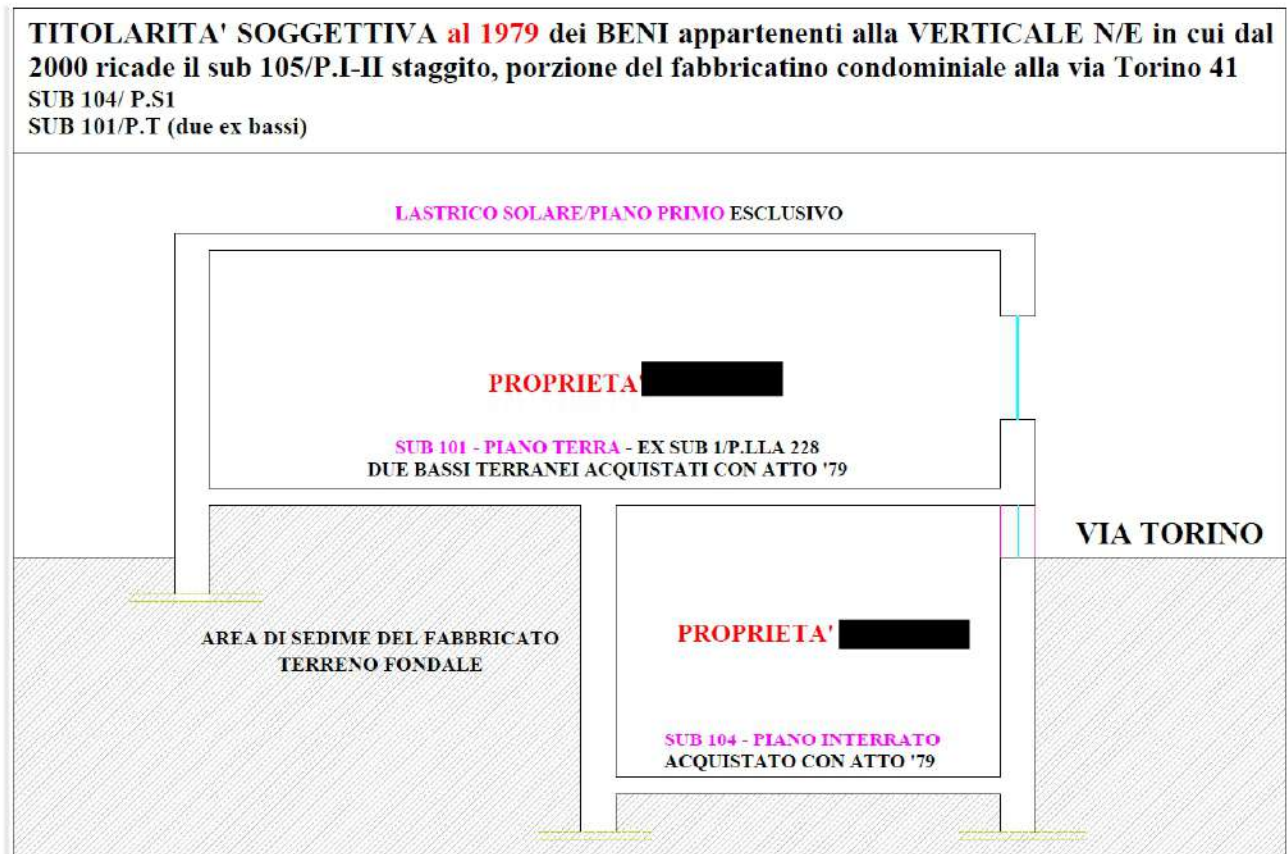 TITOLARITA' SOGGETTIVA al 1979 dei BENI appartenenti alla VERTICALE N/E in cui dal
2000 ricade il sub 105/P.I-II staggito, porzione del fabbricatino condominiale alla via Torino 41
SUB 104/ P.S1
SUB 101/P.T (due ex bassi)
LASTRICO SOLARE/PIANO PRIMO ESCLUSIVO
PROPRIETA'
SUB 101 - PIANO TERRA - EX SUB 1/P.LLA 228
DUE BASSI TERRANEI ACQUISTATI CON ATTO '79
VIA TORINO
AREA DI SEDIME DEL FABBRICATO
TERRENO FONDALE
PROPRIETA'
SUB 104 - PIANO INTERRATO
ACQUISTATO CON ATTO '79